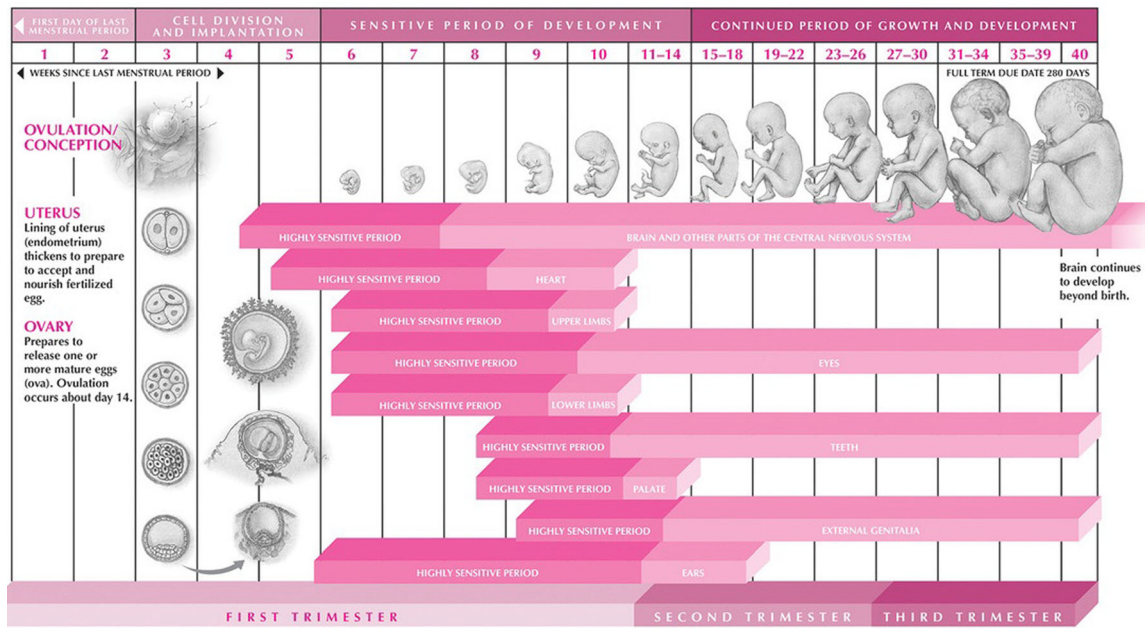 FIRST DAY OF LAST
MENSTRUAL PERIOD
CELL DIVISION
AND IMPLANTATION
SENSITIVE PERIOD OF DEVELOPMENT
CONTINUED PERIOD OF GROWTH AND DEVELOPMENT
1 2 3 4 5 6 7 8 9 10 11–14 15–18 19–22 23–26 27–30 31–34 35–39 40
WEEKS SINCE LAST MENSTRUAL PERIOD
FULL TERM DUE DATE 280 DAYS
OVULATION/
CONCEPTION
UTERUS
Lining of uterus
(endometrium)
thickens to prepare
to accept and
nourish fertilized
egg.
OVARY
Prepares to
release one or
more mature eggs
(ova). Ovulation
occurs about day 14.
HIGHLY SENSITIVE PERIOD BRAIN AND OTHER PARTS OF THE CENTRAL NERVOUS SYSTEM
Brain continues
to develop
beyond birth.
HIGHLY SENSITIVE PERIOD HEART
HIGHLY SENSITIVE PERIOD UPPER LIMBS
HIGHLY SENSITIVE PERIOD EYES
HIGHLY SENSITIVE PERIOD LOWER LIMBS
HIGHLY SENSITIVE PERIOD TEETH
HIGHLY SENSITIVE PERIOD PALATE
HIGHLY SENSITIVE PERIOD EXTERNAL GENITALIA
HIGHLY SENSITIVE PERIOD EARS
FIRST TRIMESTER SECOND TRIMESTER THIRD TRIMESTER